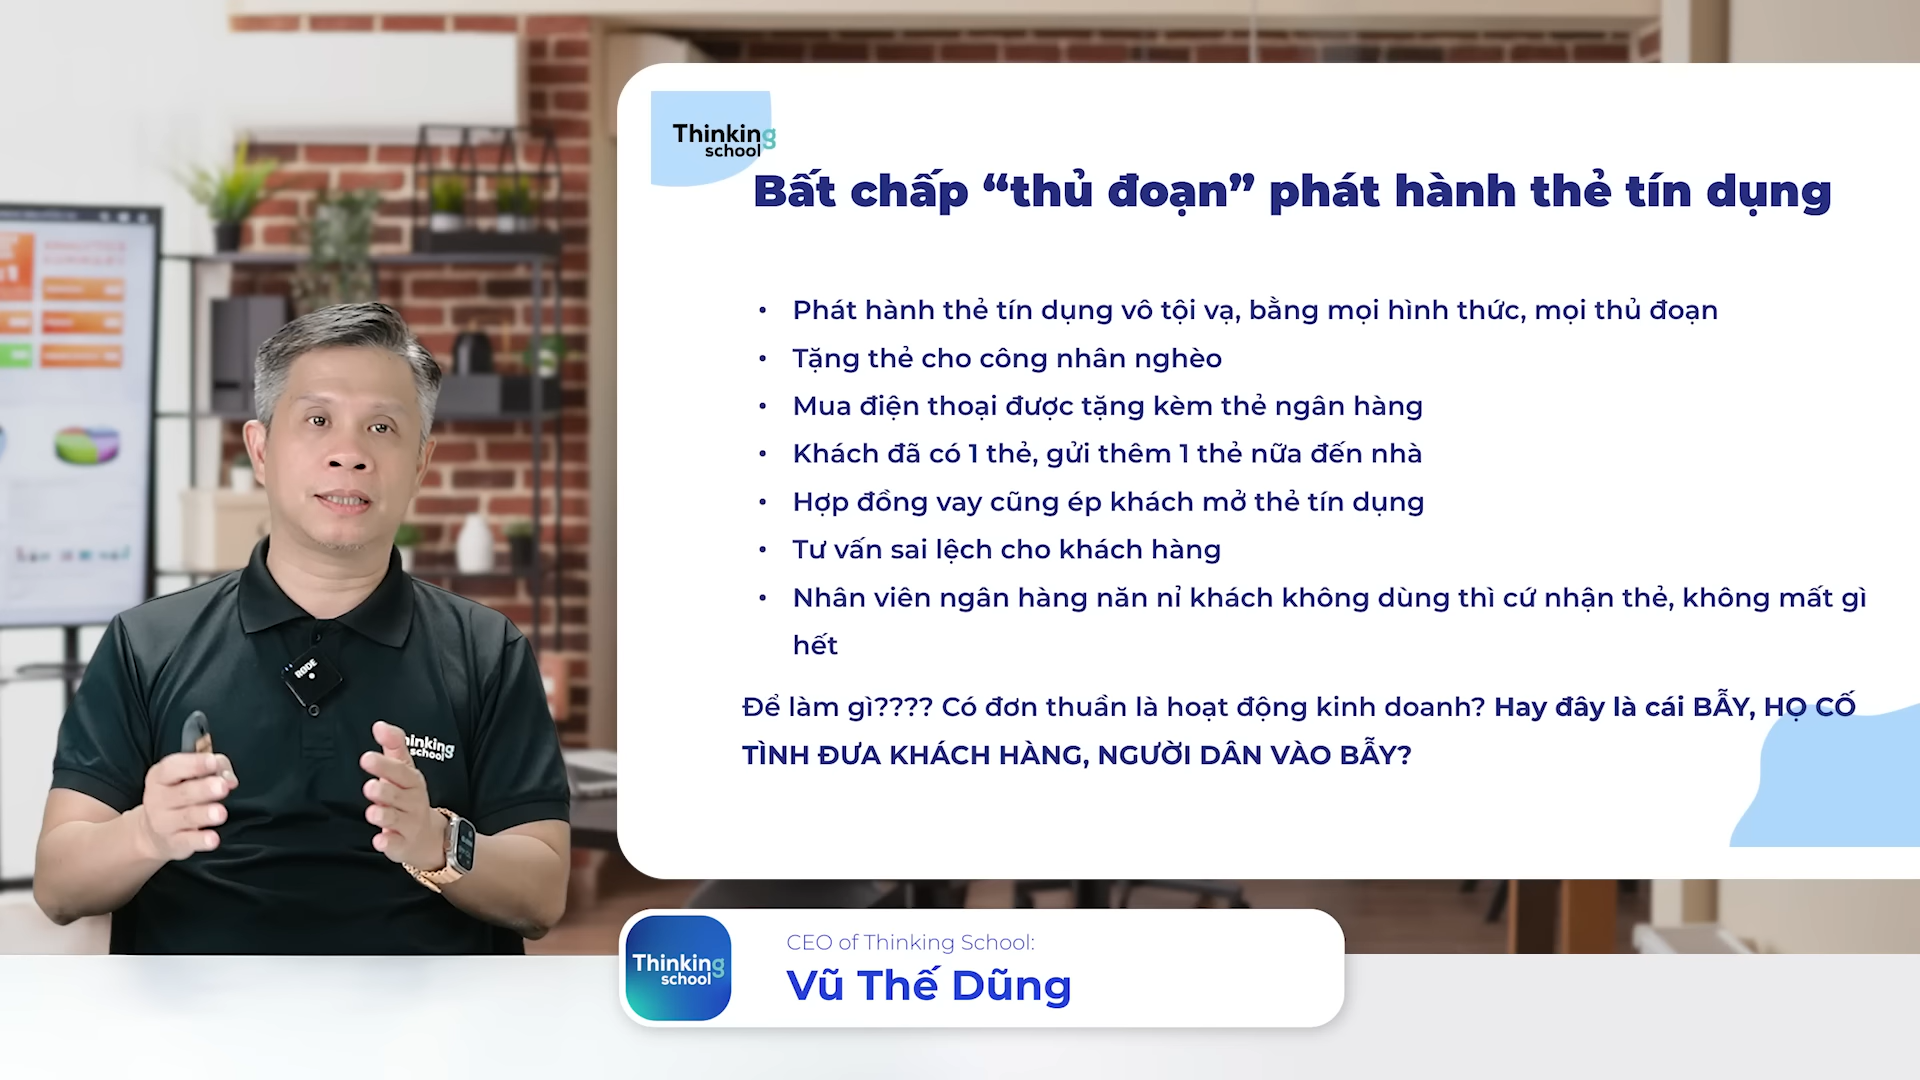 Thinking
school
Bất chấp “thủ đoạn” phát hành thẻ tín dụng
• Phát hành thẻ tín dụng vô tội vạ, bằng mọi hình thức, mọi thủ đoạn
• Tặng thẻ cho công nhân nghèo
• Mua điện thoại được tặng kèm thẻ ngân hàng
• Khách đã có 1 thẻ, gửi thêm 1 thẻ nữa đến nhà
• Hợp đồng vay cũng ép khách mở thẻ tín dụng
• Tư vấn sai lệch cho khách hàng
• Nhân viên ngân hàng năn nỉ khách không dùng thì cứ nhận thẻ, không mất gì
hết
Để làm gì???? Có đơn thuần là hoạt động kinh doanh? Hay đây là cái BẪY, HỌ CỐ
TÌNH ĐƯA KHÁCH HÀNG, NGƯỜI DÂN VÀO BẪY?
RØDE
Thinking
school
Thinking
school
CEO of Thinking School:
Vũ Thế Dũng